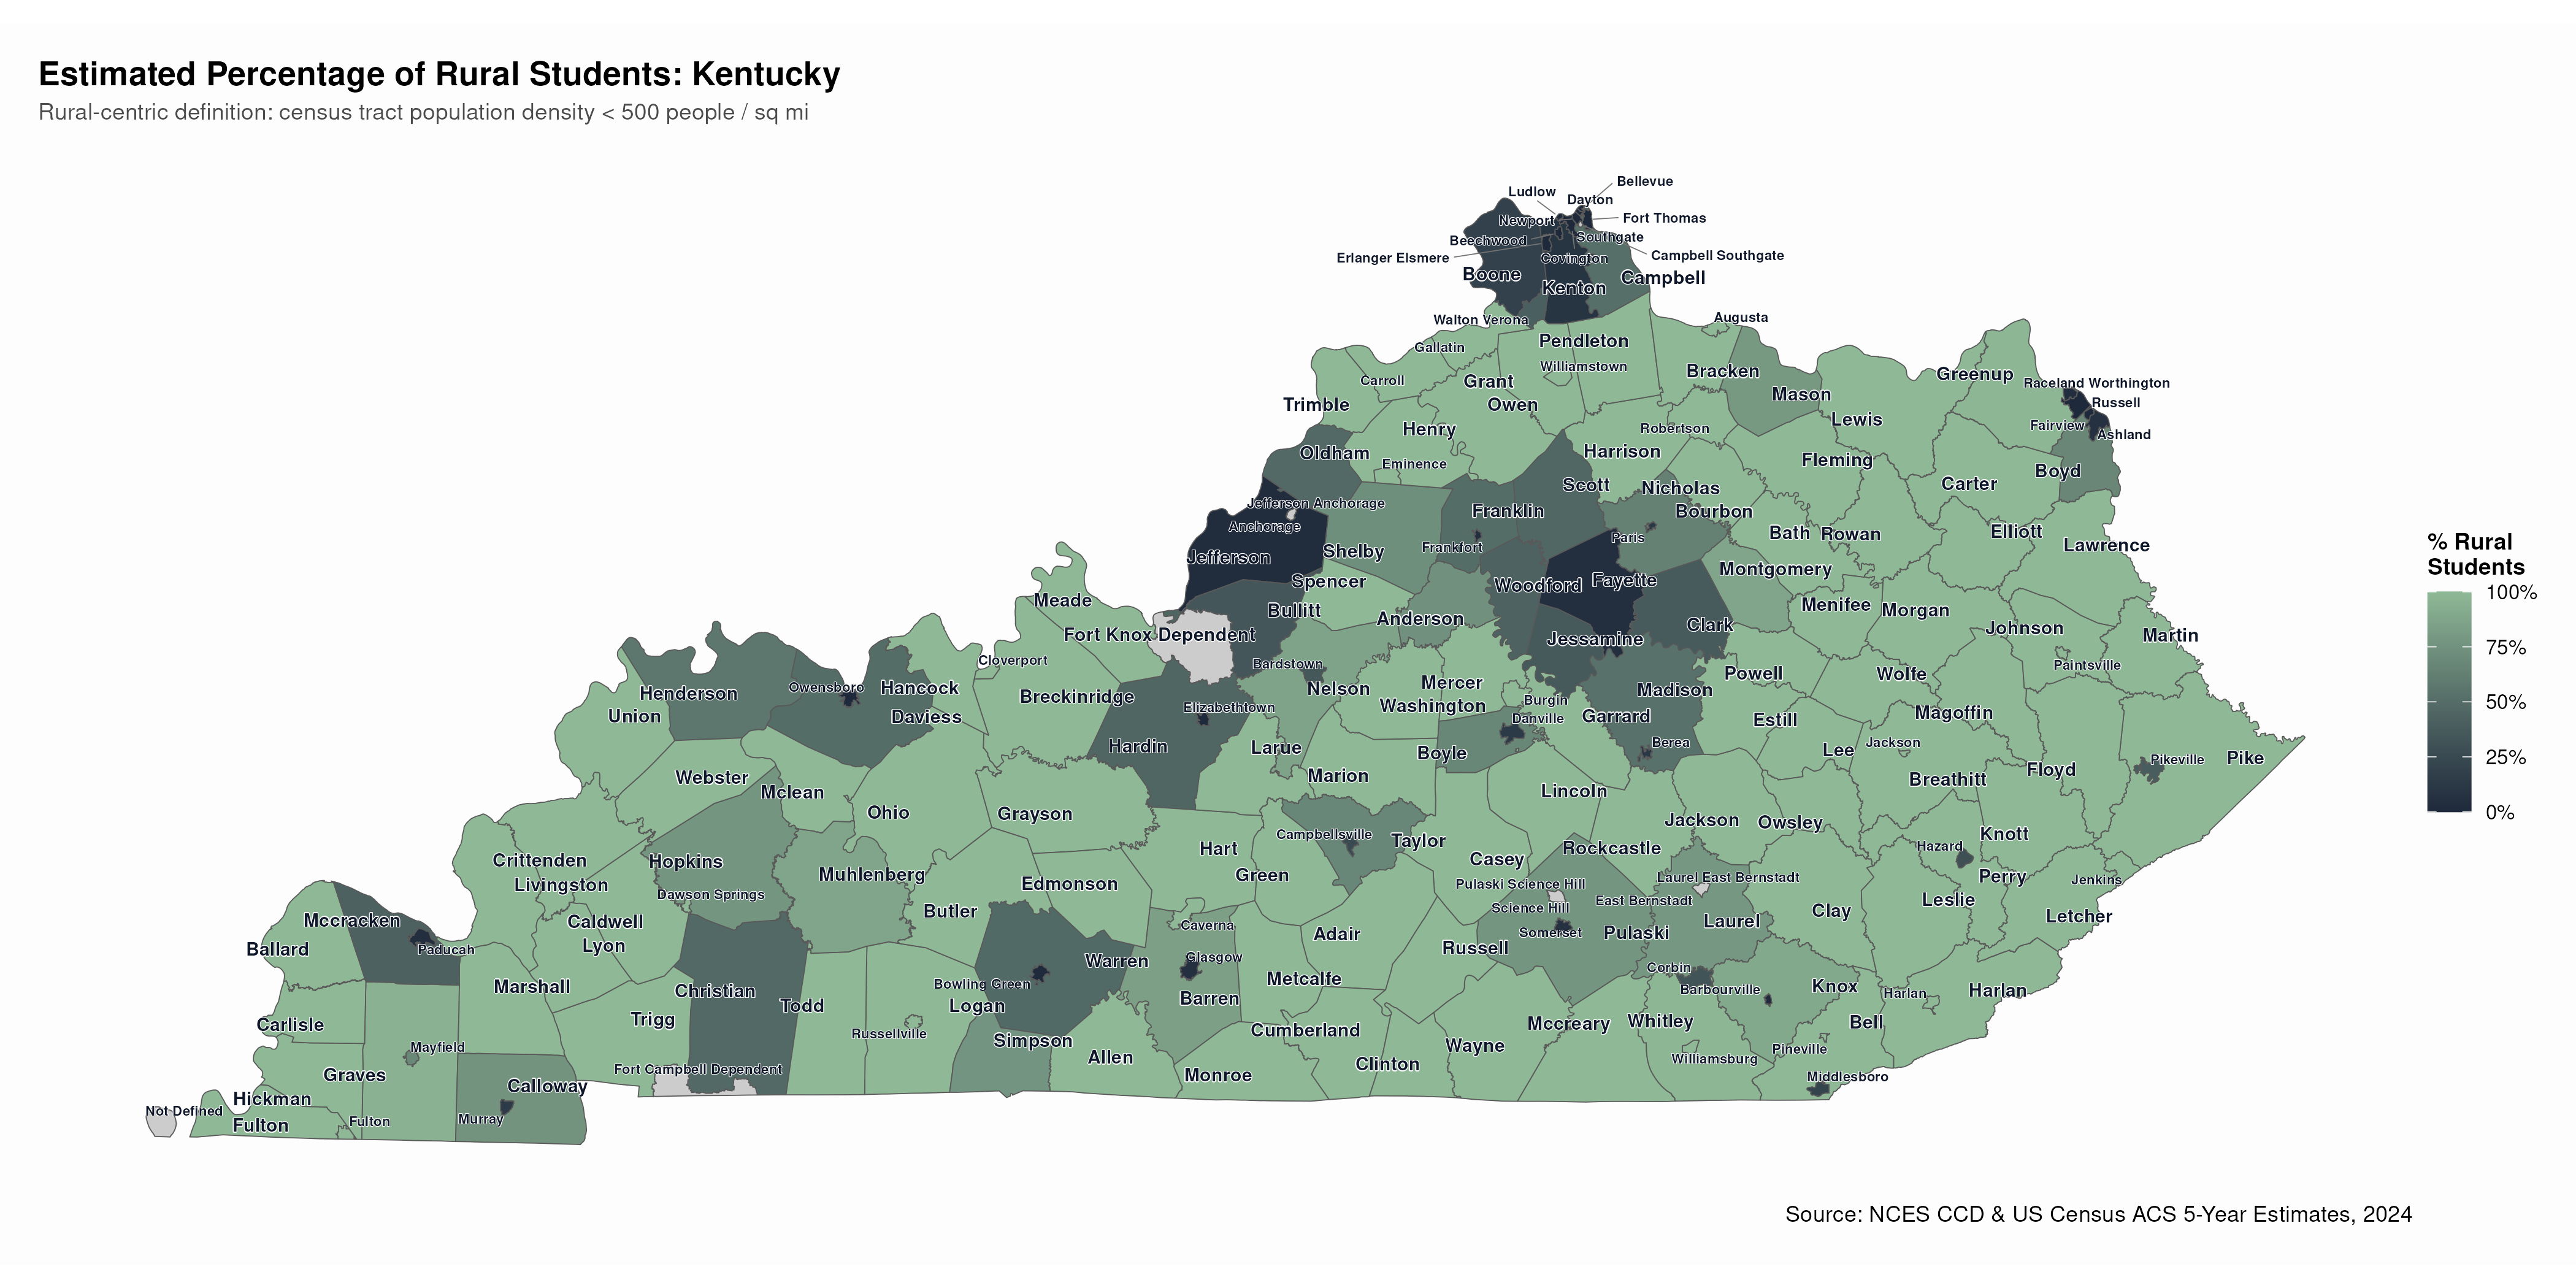 Estimated Percentage of Rural Students: Kentucky
Rural-centric definition: census tract population density < 500 people / sq mi
Bellevue
Ludlow
Dayton
Newport
Fort Thomas
Beechwood
Southgate
Erlanger Elsmere
Covington
Campbell Southgate
Boone
Campbell
Kenton
Walton Verona
Augusta
Gallatin
Pendleton
Williamstown
Bracken
Greenup
Carroll
Grant
Raceland Worthington
Trimble
Owen
Mason
Russell
Henry
Robertson
Lewis
Fairview
Ashland
Oldham
Eminence
Harrison
Fleming
Boyd
Scott
Nicholas
Carter
Jefferson Anchorage
Franklin
Bourbon
Anchorage
Paris
Bath
Rowan
Elliott
Lawrence
Jefferson
Shelby
Frankfort
Spencer
Woodford
Fayette
Montgomery
Meade
Bullitt
Anderson
Menifee
Morgan
Fort Knox Dependent
Jessamine
Clark
Johnson
Martin
Cloverport
Bardstown
Paintsville
Henderson
Owensboro
Hancock
Breckinridge
Nelson
Mercer
Madison
Powell
Wolfe
Union
Daviess
Elizabethtown
Washington
Burgin
Danville
Garrard
Estill
Magoffin
Hardin
Larue
Boyle
Berea
Lee
Jackson
Pikeville
Pike
Webster
Mclean
Marion
Lincoln
Breathitt
Floyd
Ohio
Grayson
Jackson
Owsley
Knott
Campbellsville
Taylor
Crittenden
Hopkins
Hart
Casey
Rockcastle
Hazard
Livingston
Muhlenberg
Edmonson
Green
Pulaski Science Hill
Laurel East Bernstadt
Perry
Jenkins
Dawson Springs
Science Hill
East Bernstadt
Leslie
Mccracken
Caldwell
Butler
Caverna
Adair
Somerset
Pulaski
Laurel
Clay
Letcher
Ballard
Paducah
Lyon
Warren
Glasgow
Russell
Corbin
Marshall
Christian
Bowling Green
Metcalfe
Barbourville
Knox
Harlan
Harlan
Carlisle
Trigg
Todd
Logan
Barren
Cumberland
Mccreary
Whitley
Bell
Mayfield
Russellville
Simpson
Allen
Clinton
Wayne
Williamsburg
Pineville
Graves
Fort Campbell Dependent
Monroe
Middlesboro
Calloway
Hickman
Not Defined
Fulton
Fulton
Murray
% Rural
Students
100%
75%
50%
25%
0%
Source: NCES CCD & US Census ACS 5-Year Estimates, 2024